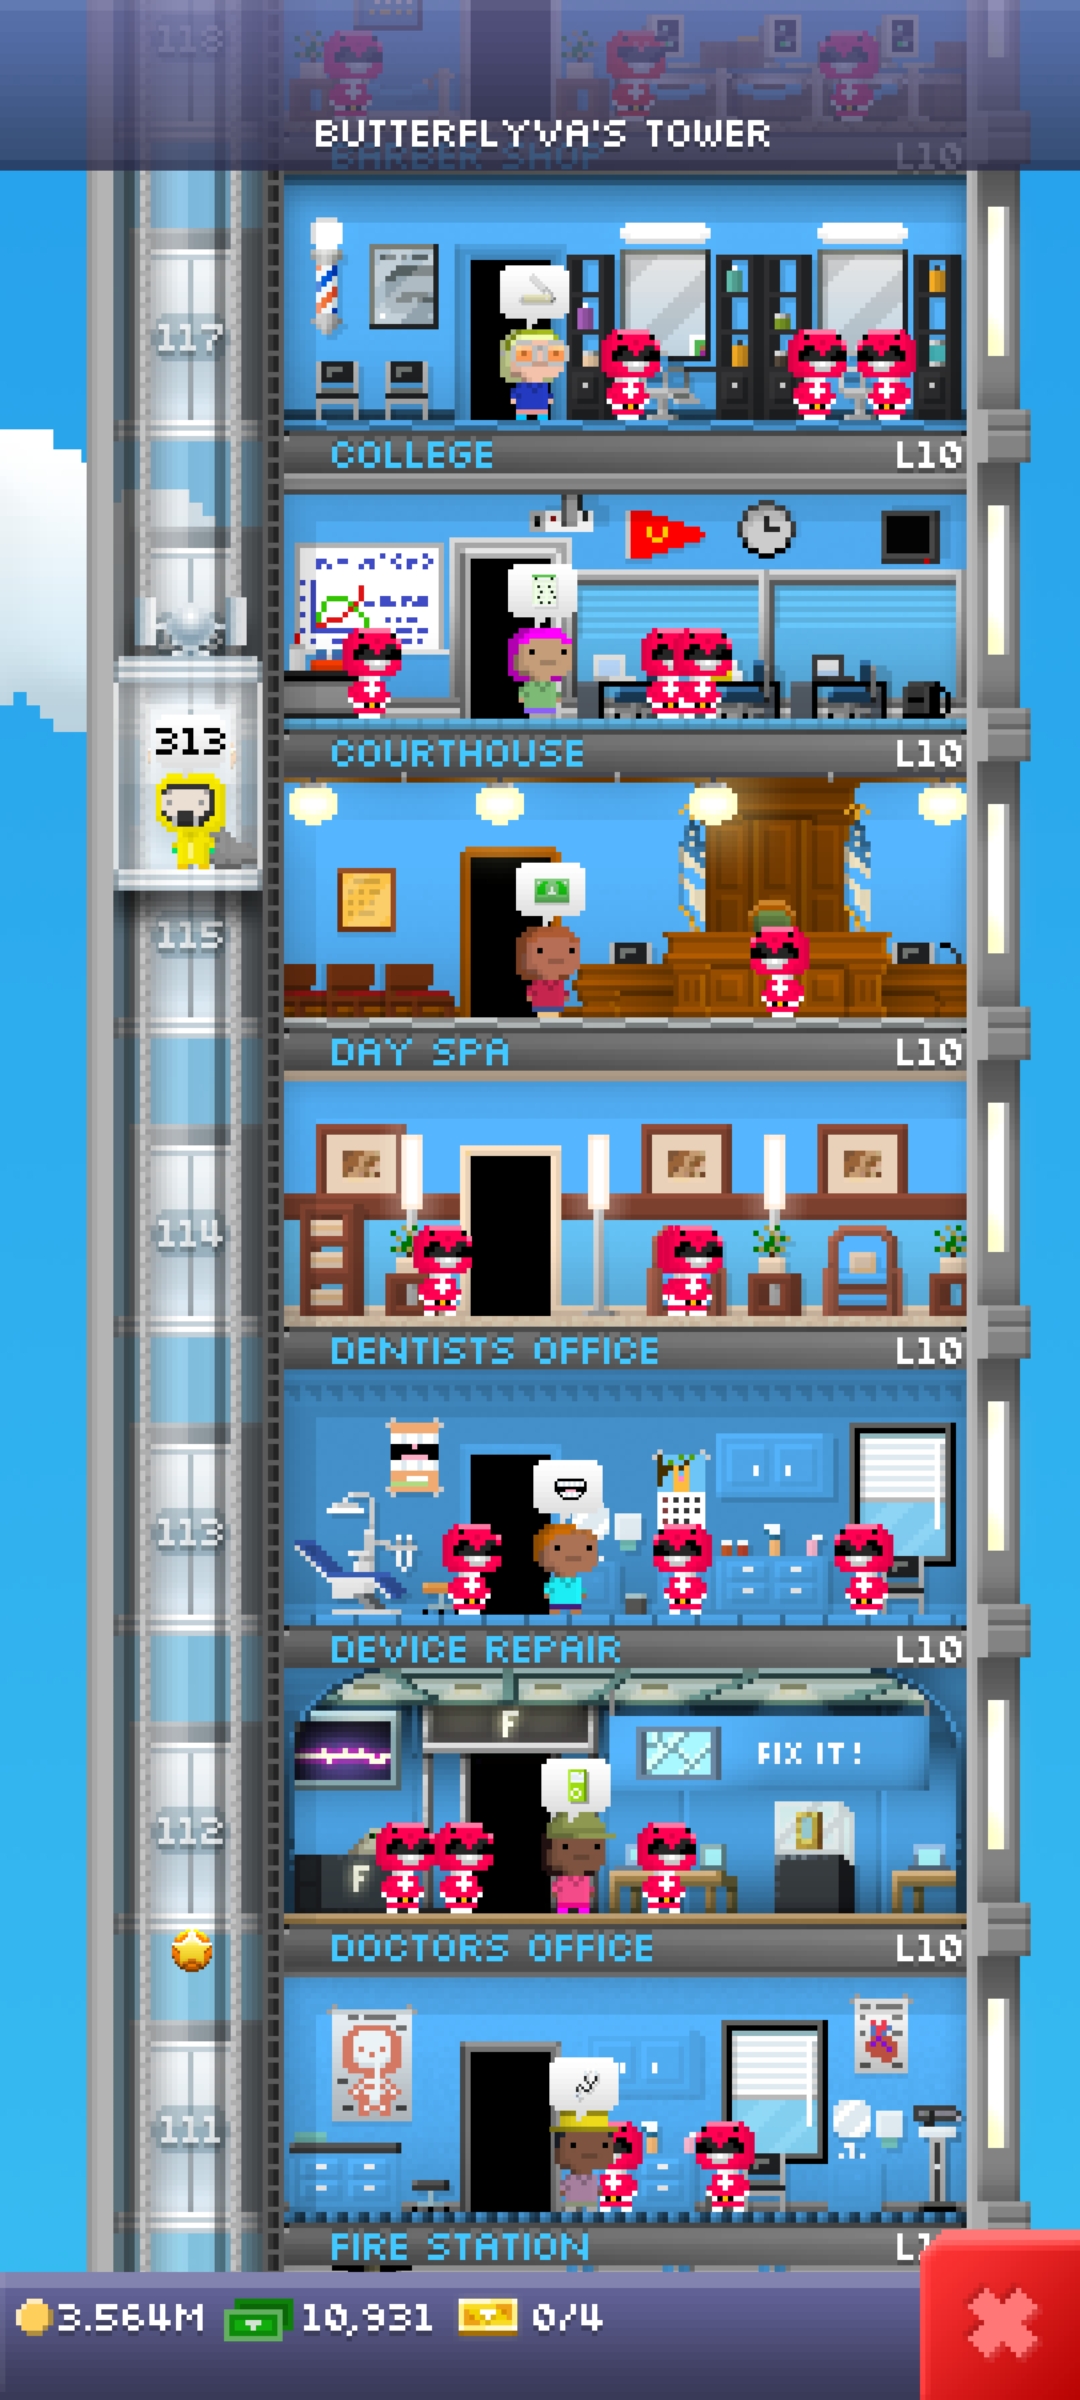 118
BUTTERFLYVA'S TOWER
BARBER SHOP L10
117
COLLEGE L10
COURTHOUSE L10
313
115
DAY SPA L10
114
DENTISTS OFFICE L10
113
DEVICE REPAIR L10
F
FIX IT!
112
F
DOCTORS OFFICE L10
111
FIRE STATION
3.564M 10,931 0/4